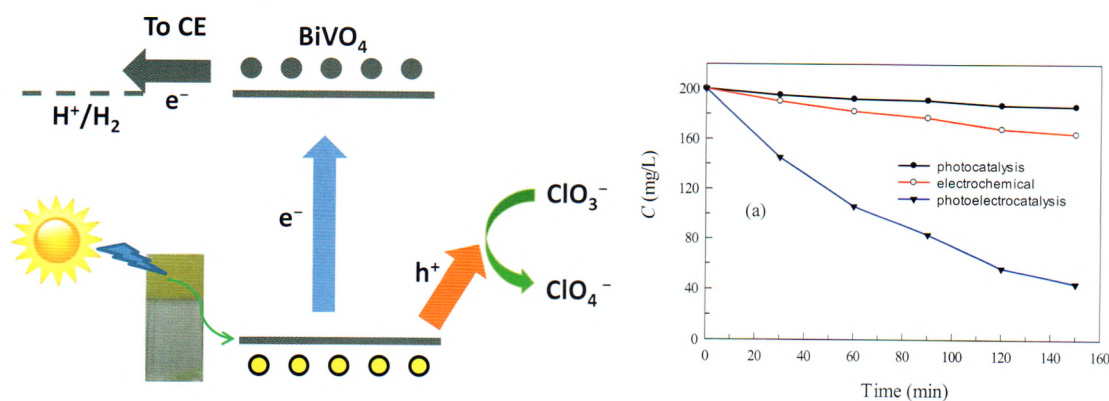 To CE
BiVO₄
e⁻
H⁺/H₂
e⁻
ClO₃⁻
h⁺
ClO₄⁻
200
160
120
80
40
0
C (mg/L)
photocatalysis
electrochemical
photoelectrocatalysis
(a)
0 20 40 60 80 100 120 140 160
Time (min)